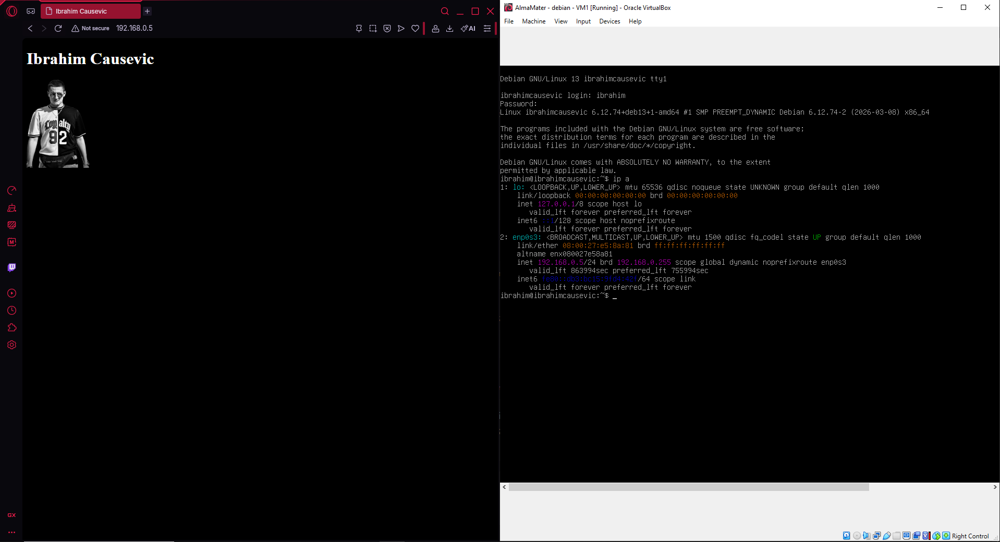 Ibrahim Causevic
Not secure 192.168.0.5
AI
Ibrahim Causevic
Loyalty
92
M
GX
AlmaMater - debian - VM1 [Running] - Oracle VirtualBox
File Machine View Input Devices Help
Debian GNU/Linux 13 ibrahimcausevic tty1
ibrahimcausevic login: ibrahim
Password:
Linux ibrahimcausevic 6.12.74+deb13+1-amd64 #1 SMP PREEMPT_DYNAMIC Debian 6.12.74-2 (2026-03-08) x86_64
The programs included with the Debian GNU/Linux system are free software;
the exact distribution terms for each program are described in the
individual files in /usr/share/doc/*/copyright.
Debian GNU/Linux comes with ABSOLUTELY NO WARRANTY, to the extent
permitted by applicable law.
ibrahim@ibrahimcausevic:~$ ip a
1: lo: <LOOPBACK,UP,LOWER_UP> mtu 65536 qdisc noqueue state UNKNOWN group default qlen 1000
link/loopback 00:00:00:00:00:00 brd 00:00:00:00:00:00
inet 127.0.0.1/8 scope host lo
valid_lft forever preferred_lft forever
inet6 ::1/128 scope host noprefixroute
valid_lft forever preferred_lft forever
2: enp0s3: <BROADCAST,MULTICAST,UP,LOWER_UP> mtu 1500 qdisc fq_codel state UP group default qlen 1000
link/ether 08:00:27:e5:8a:81 brd ff:ff:ff:ff:ff:ff
altname enx080027e58a81
inet 192.168.0.5/24 brd 192.168.0.255 scope global dynamic noprefixroute enp0s3
valid_lft 863994sec preferred_lft 755994sec
inet6 /64 scope link
valid_lft forever preferred_lft forever
ibrahim@ibrahimcausevic:~$ _
Right Control